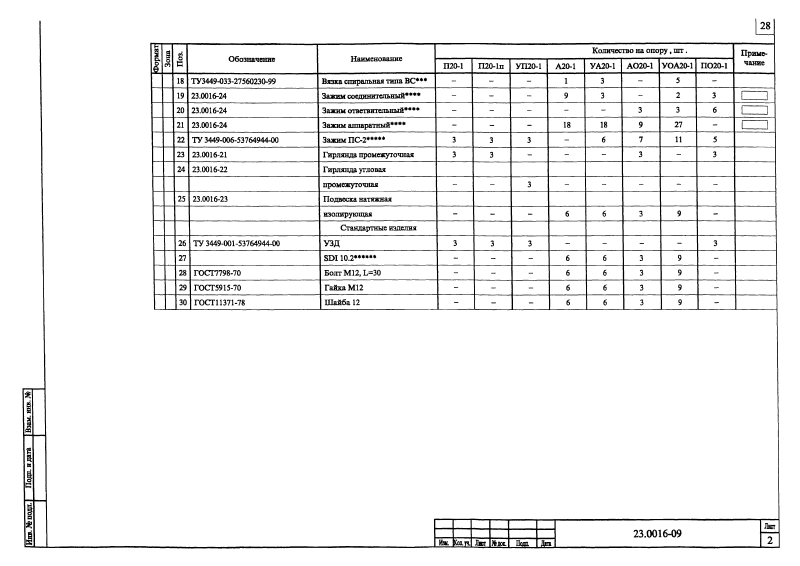 28
Формат Зона Поз. Обозначение Наименование Количество на опору , шт . Приме-
чание
П20-1 П20-1п УП20-1 А20-1 УА20-1 АО20-1 УОА20-1 ПО20-1
18 ТУ3449-033-27560230-99 Вязка спиральная типа ВС*** – – – 1 3 – 5 –
19 23.0016-24 Зажим соединительный**** – – – 9 3 – 2 3
20 23.0016-24 Зажим ответвительный**** – – – – – 3 3 6
21 23.0016-24 Зажим аппаратный**** – – – 18 18 9 27 –
22 ТУ 3449-006-53764944-00 Зажим ПС-2***** 3 3 3 – 6 7 11 5
23 23.0016-21 Гирлянда промежуточная 3 3 – – – 3 – 3
24 23.0016-22 Гирлянда угловая
промежуточная – – 3 – – – – –
25 23.0016-23 Подвеска натяжная
изолирующая – – – 6 6 3 9 –
Стандартные изделия
26 ТУ 3449-001-53764944-00 УЗД 3 3 3 – – – – 3
27 SDI 10.2****** – – – 6 6 3 9 –
28 ГОСТ7798-70 Болт М12, L=30 – – – 6 6 3 9 –
29 ГОСТ5915-70 Гайка М12 – – – 6 6 3 9 –
30 ГОСТ11371-78 Шайба 12 – – – 6 6 3 9 –
Взам. инв. №
Подп. и дата
Инв. № подл.
Изм. Кол. уч. Лист № док. Подп. Дата
23.0016-09
Лист
2